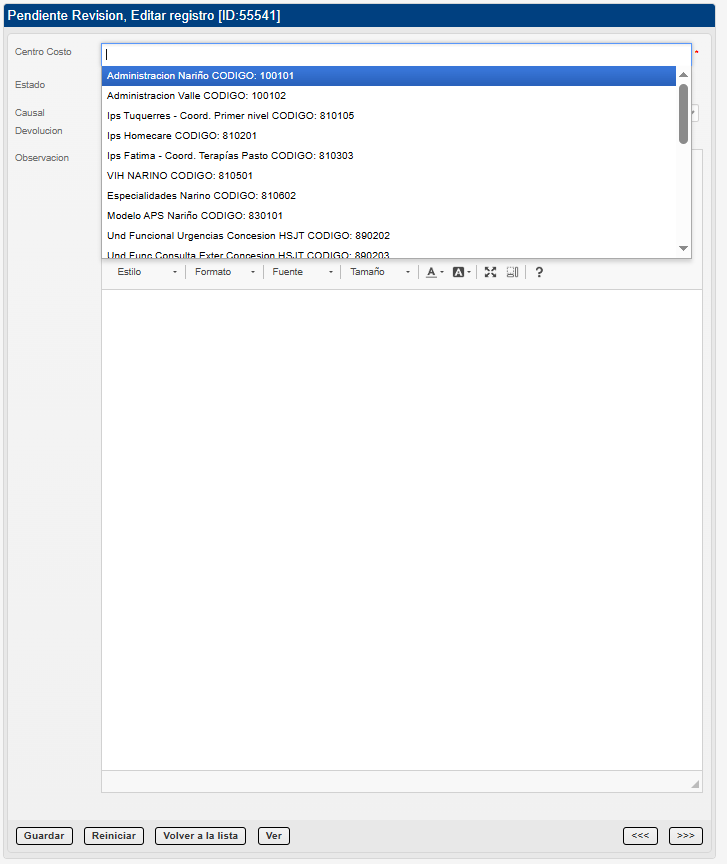 Pendiente Revision, Editar registro [ID:55541]
Centro Costo
*
Administracion Nariño CODIGO: 100101
Administracion Valle CODIGO: 100102
Ips Tuquerres - Coord. Primer nivel CODIGO: 810105
Ips Homecare CODIGO: 810201
Ips Fatima - Coord. Terapías Pasto CODIGO: 810303
VIH NARINO CODIGO: 810501
Especialidades Narino CODIGO: 810602
Modelo APS Nariño CODIGO: 830101
Und Funcional Urgencias Concesion HSJT CODIGO: 890202
Und Func Consulta Exter Concesion HSJT CODIGO: 890203
Estado
Causal
Devolucion
Observacion
Estilo Formato Fuente Tamaño A A ?
Guardar Reiniciar Volver a la lista Ver <<< >>>